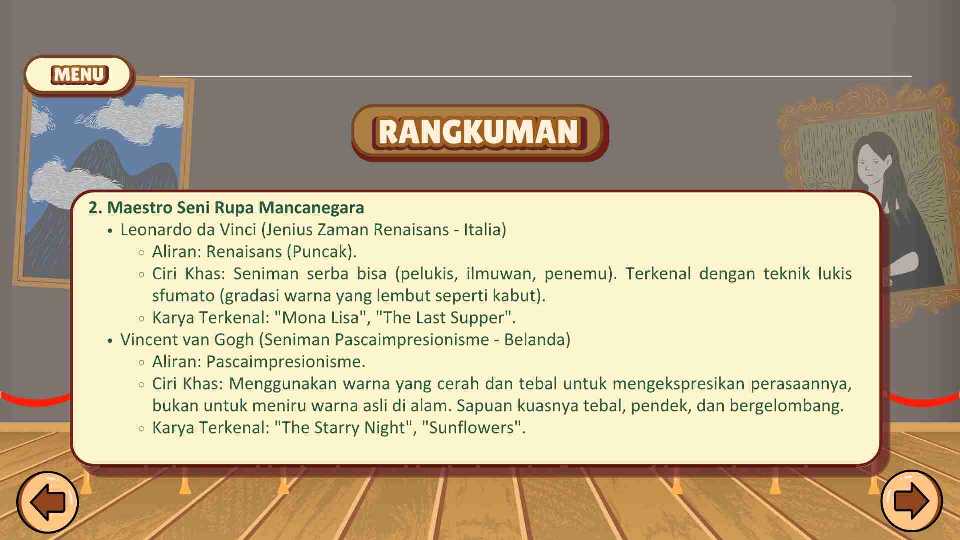 MENU
RANGKUMAN
2. Maestro Seni Rupa Mancanegara
• Leonardo da Vinci (Jenius Zaman Renaisans - Italia)
○ Aliran: Renaisans (Puncak).
○ Ciri Khas: Seniman serba bisa (pelukis, ilmuwan, penemu). Terkenal dengan teknik lukis
sfumato (gradasi warna yang lembut seperti kabut).
○ Karya Terkenal: "Mona Lisa", "The Last Supper".
• Vincent van Gogh (Seniman Pascaimpresionisme - Belanda)
○ Aliran: Pascaimpresionisme.
○ Ciri Khas: Menggunakan warna yang cerah dan tebal untuk mengekspresikan perasaannya,
bukan untuk meniru warna asli di alam. Sapuan kuasnya tebal, pendek, dan bergelombang.
○ Karya Terkenal: "The Starry Night", "Sunflowers".